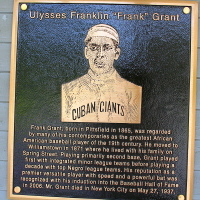 Ulysses Franklin "Frank" Grant
CUBAN GIANTS
Frank Grant: Born in Pittsfield in 1865, was regarded
by many of his contemporaries as the greatest African
American baseball player of the 19th century. He moved to
Williamstown in 1871 where he lived with his family on
Spring Street. Playing primarily second base, Grant played
first with integrated minor league teams before playing a
decade with top Negro league teams. His reputation as a
premier versatile player with speed and a powerful bat was
recognized with his induction into the Baseball Hall of Fame
in 2006. Mr. Grant died in New York City on May 27, 1937.